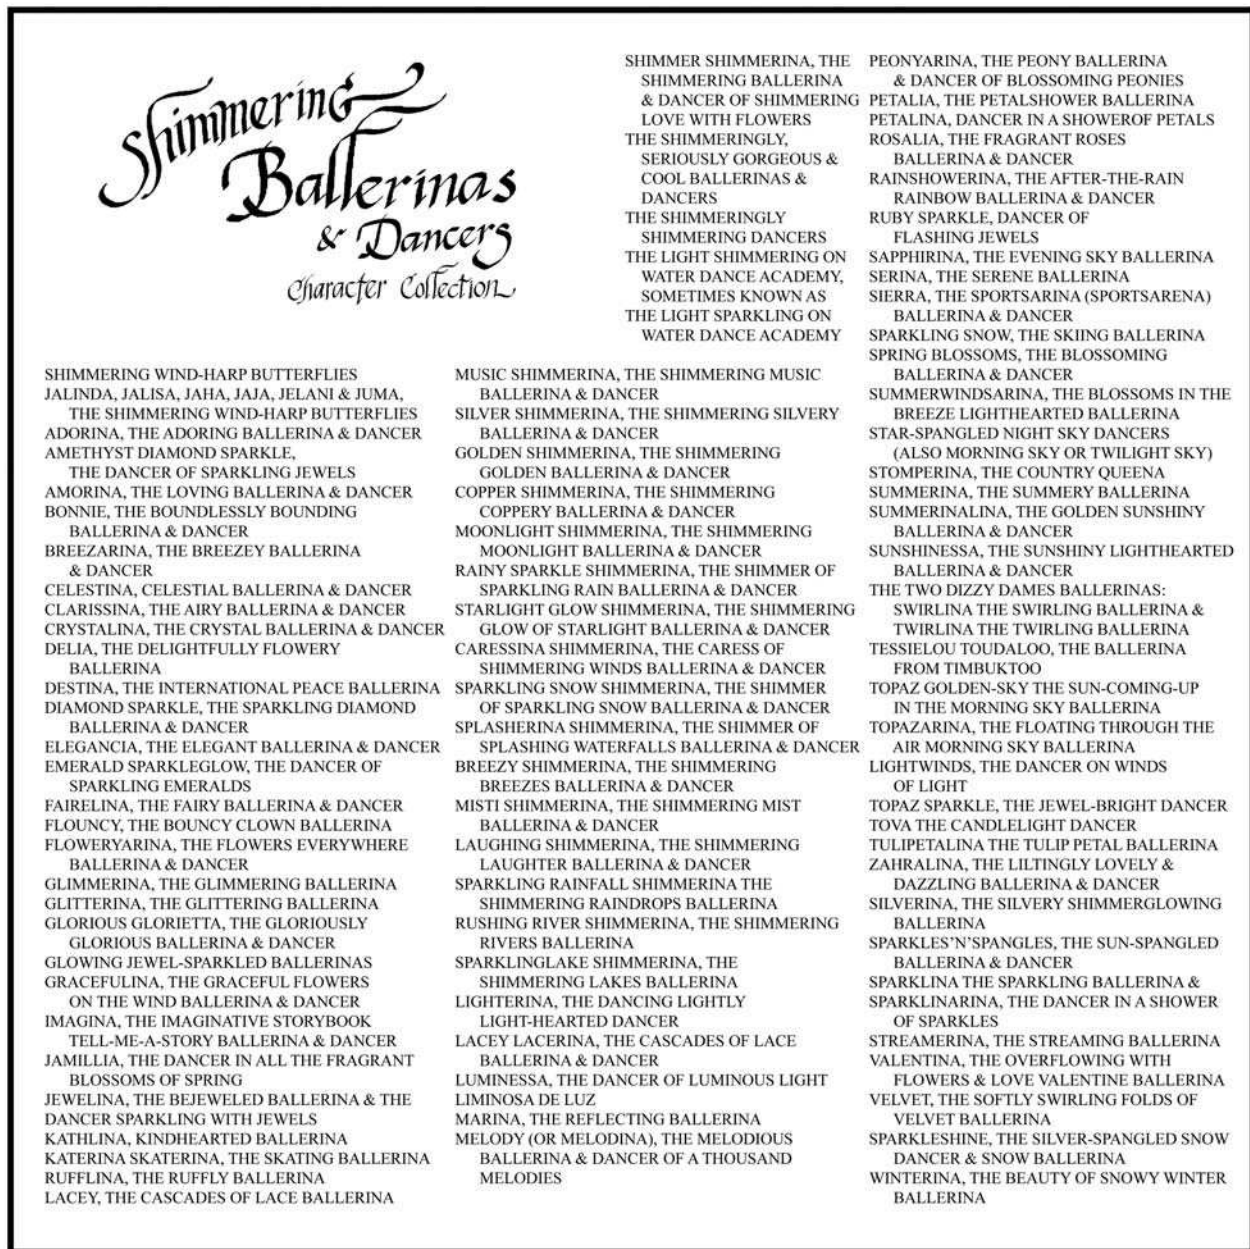 Shimmering
Ballerinas
& Dancers
Character Collection
SHIMMERING WIND-HARP BUTTERFLIES
JALINDA, JALISA, JAHA, JAJA, JELANI & JUMA,
THE SHIMMERING WIND-HARP BUTTERFLIES
ADORINA, THE ADORING BALLERINA & DANCER
AMETHYST DIAMOND SPARKLE,
THE DANCER OF SPARKLING JEWELS
AMORINA, THE LOVING BALLERINA & DANCER
BONNIE, THE BOUNDLESSLY BOUNDING
BALLERINA & DANCER
BREEZARINA, THE BREEZEY BALLERINA
& DANCER
CELESTINA, CELESTIAL BALLERINA & DANCER
CLARISSINA, THE AIRY BALLERINA & DANCER
CRYSTALINA, THE CRYSTAL BALLERINA & DANCER
DELIA, THE DELIGHTFULLY FLOWERY
BALLERINA
DESTINA, THE INTERNATIONAL PEACE BALLERINA
DIAMOND SPARKLE, THE SPARKLING DIAMOND
BALLERINA & DANCER
ELEGANCIA, THE ELEGANT BALLERINA & DANCER
EMERALD SPARKLEGLOW, THE DANCER OF
SPARKLING EMERALDS
FAIRELINA, THE FAIRY BALLERINA & DANCER
FLOUNCY, THE BOUNCY CLOWN BALLERINA
FLOWERYARINA, THE FLOWERS EVERYWHERE
BALLERINA & DANCER
GLIMMERINA, THE GLIMMERING BALLERINA
GLITTERINA, THE GLITTERING BALLERINA
GLORIOUS GLORIETTA, THE GLORIOUSLY
GLORIOUS BALLERINA & DANCER
GLOWING JEWEL-SPARKLED BALLERINAS
GRACEFULINA, THE GRACEFUL FLOWERS
ON THE WIND BALLERINA & DANCER
IMAGINA, THE IMAGINATIVE STORYBOOK
TELL-ME-A-STORY BALLERINA & DANCER
JAMILLIA, THE DANCER IN ALL THE FRAGRANT
BLOSSOMS OF SPRING
JEWELINA, THE BEJEWELED BALLERINA & THE
DANCER SPARKLING WITH JEWELS
KATHLINA, KINDHEARTED BALLERINA
KATERINA SKATERINA, THE SKATING BALLERINA
RUFFLINA, THE RUFFLY BALLERINA
LACEY, THE CASCADES OF LACE BALLERINA
MUSIC SHIMMERINA, THE SHIMMERING MUSIC
BALLERINA & DANCER
SILVER SHIMMERINA, THE SHIMMERING SILVERY
BALLERINA & DANCER
GOLDEN SHIMMERINA, THE SHIMMERING
GOLDEN BALLERINA & DANCER
COPPER SHIMMERINA, THE SHIMMERING
COPPERY BALLERINA & DANCER
MOONLIGHT SHIMMERINA, THE SHIMMERING
MOONLIGHT BALLERINA & DANCER
RAINY SPARKLE SHIMMERINA, THE SHIMMER OF
SPARKLING RAIN BALLERINA & DANCER
STARLIGHT GLOW SHIMMERINA, THE SHIMMERING
GLOW OF STARLIGHT BALLERINA & DANCER
CARESSINA SHIMMERINA, THE CARESS OF
SHIMMERING WINDS BALLERINA & DANCER
SPARKLING SNOW SHIMMERINA, THE SHIMMER
OF SPARKLING SNOW BALLERINA & DANCER
SPLASHERINA SHIMMERINA, THE SHIMMER OF
SPLASHING WATERFALLS BALLERINA & DANCER
BREEZY SHIMMERINA, THE SHIMMERING
BREEZES BALLERINA & DANCER
MISTI SHIMMERINA, THE SHIMMERING MIST
BALLERINA & DANCER
LAUGHING SHIMMERINA, THE SHIMMERING
LAUGHTER BALLERINA & DANCER
SPARKLING RAINFALL SHIMMERINA THE
SHIMMERING RAINDROPS BALLERINA
RUSHING RIVER SHIMMERINA, THE SHIMMERING
RIVERS BALLERINA
SPARKLINGLAKE SHIMMERINA, THE
SHIMMERING LAKES BALLERINA
LIGHTERINA, THE DANCING LIGHTLY
LIGHT-HEARTED DANCER
LACEY LACERINA, THE CASCADES OF LACE
BALLERINA & DANCER
LUMINESSA, THE DANCER OF LUMINOUS LIGHT
LIMINOSA DE LUZ
MARINA, THE REFLECTING BALLERINA
MELODY (OR MELODINA), THE MELODIOUS
BALLERINA & DANCER OF A THOUSAND
MELODIES
SHIMMER SHIMMERINA, THE
SHIMMERING BALLERINA
& DANCER OF SHIMMERING
LOVE WITH FLOWERS
THE SHIMMERINGLY,
SERIOUSLY GORGEOUS &
COOL BALLERINAS &
DANCERS
THE SHIMMERINGLY
SHIMMERING DANCERS
THE LIGHT SHIMMERING ON
WATER DANCE ACADEMY,
SOMETIMES KNOWN AS
THE LIGHT SPARKLING ON
WATER DANCE ACADEMY
PEONYARINA, THE PEONY BALLERINA
& DANCER OF BLOSSOMING PEONIES
PETALIA, THE PETALSHOWER BALLERINA
PETALINA, DANCER IN A SHOWEROF PETALS
ROSALIA, THE FRAGRANT ROSES
BALLERINA & DANCER
RAINSHOWERINA, THE AFTER-THE-RAIN
RAINBOW BALLERINA & DANCER
RUBY SPARKLE, DANCER OF
FLASHING JEWELS
SAPPHIRINA, THE EVENING SKY BALLERINA
SERINA, THE SERENE BALLERINA
SIERRA, THE SPORTSARINA (SPORTSARENA)
BALLERINA & DANCER
SPARKLING SNOW, THE SKIING BALLERINA
SPRING BLOSSOMS, THE BLOSSOMING
BALLERINA & DANCER
SUMMERWINDSARINA, THE BLOSSOMS IN THE
BREEZE LIGHTHEARTED BALLERINA
STAR-SPANGLED NIGHT SKY DANCERS
(ALSO MORNING SKY OR TWILIGHT SKY)
STOMPERINA, THE COUNTRY QUEENA
SUMMERINA, THE SUMMERY BALLERINA
SUMMERINALINA, THE GOLDEN SUNSHINY
BALLERINA & DANCER
SUNSHINESSA, THE SUNSHINY LIGHTHEARTED
BALLERINA & DANCER
THE TWO DIZZY DAMES BALLERINAS:
SWIRLINA THE SWIRLING BALLERINA &
TWIRLINA THE TWIRLING BALLERINA
TESSIELOU TOUDALOO, THE BALLERINA
FROM TIMBUKTOO
TOPAZ GOLDEN-SKY THE SUN-COMING-UP
IN THE MORNING SKY BALLERINA
TOPAZARINA, THE FLOATING THROUGH THE
AIR MORNING SKY BALLERINA
LIGHTWINDS, THE DANCER ON WINDS
OF LIGHT
TOPAZ SPARKLE, THE JEWEL-BRIGHT DANCER
TOVA THE CANDLELIGHT DANCER
TULIPETALINA THE TULIP PETAL BALLERINA
ZAHRALINA, THE LILTINGLY LOVELY &
DAZZLING BALLERINA & DANCER
SILVERINA, THE SILVERY SHIMMERGLOWING
BALLERINA
SPARKLES'N'SPANGLES, THE SUN-SPANGLED
BALLERINA & DANCER
SPARKLINA THE SPARKLING BALLERINA &
SPARKLINARINA, THE DANCER IN A SHOWER
OF SPARKLES
STREAMERINA, THE STREAMING BALLERINA
VALENTINA, THE OVERFLOWING WITH
FLOWERS & LOVE VALENTINE BALLERINA
VELVET, THE SOFTLY SWIRLING FOLDS OF
VELVET BALLERINA
SPARKLESHINE, THE SILVER-SPANGLED SNOW
DANCER & SNOW BALLERINA
WINTERINA, THE BEAUTY OF SNOWY WINTER
BALLERINA